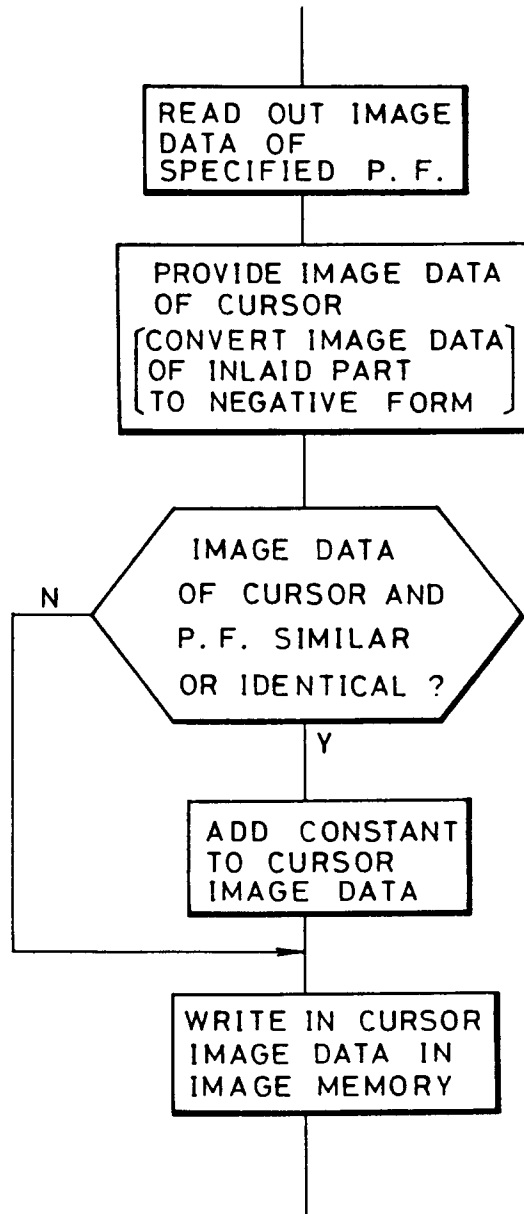 READ OUT IMAGE
DATA OF
SPECIFIED P. F.
PROVIDE IMAGE DATA
OF CURSOR
[CONVERT IMAGE DATA
OF INLAID PART
TO NEGATIVE FORM]
IMAGE DATA
OF CURSOR AND
P. F. SIMILAR
OR IDENTICAL ?
N
Y
ADD CONSTANT
TO CURSOR
IMAGE DATA
WRITE IN CURSOR
IMAGE DATA IN
IMAGE MEMORY